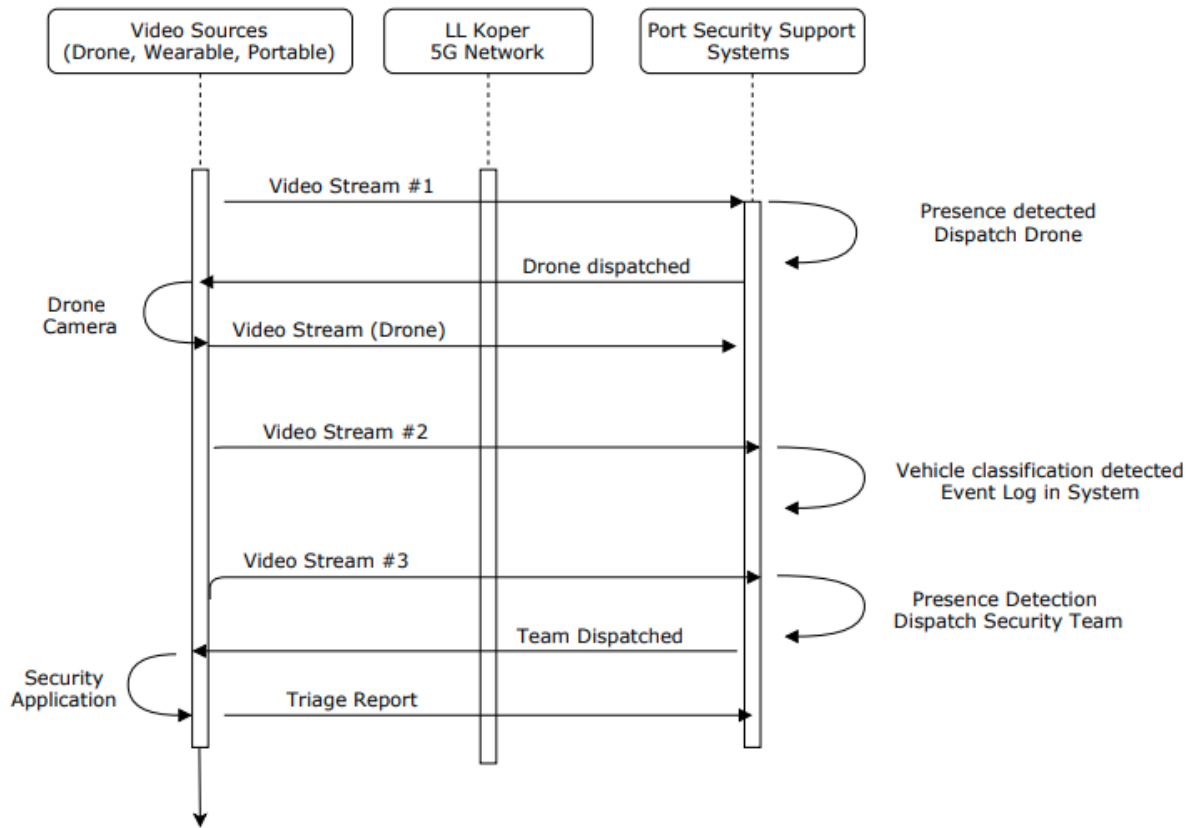 Video Sources
(Drone, Wearable, Portable)
LL Koper
5G Network
Port Security Support
Systems
Video Stream #1
Presence detected
Dispatch Drone
Drone dispatched
Drone
Camera
Video Stream (Drone)
Video Stream #2
Vehicle classification detected
Event Log in System
Video Stream #3
Presence Detection
Dispatch Security Team
Team Dispatched
Security
Application
Triage Report